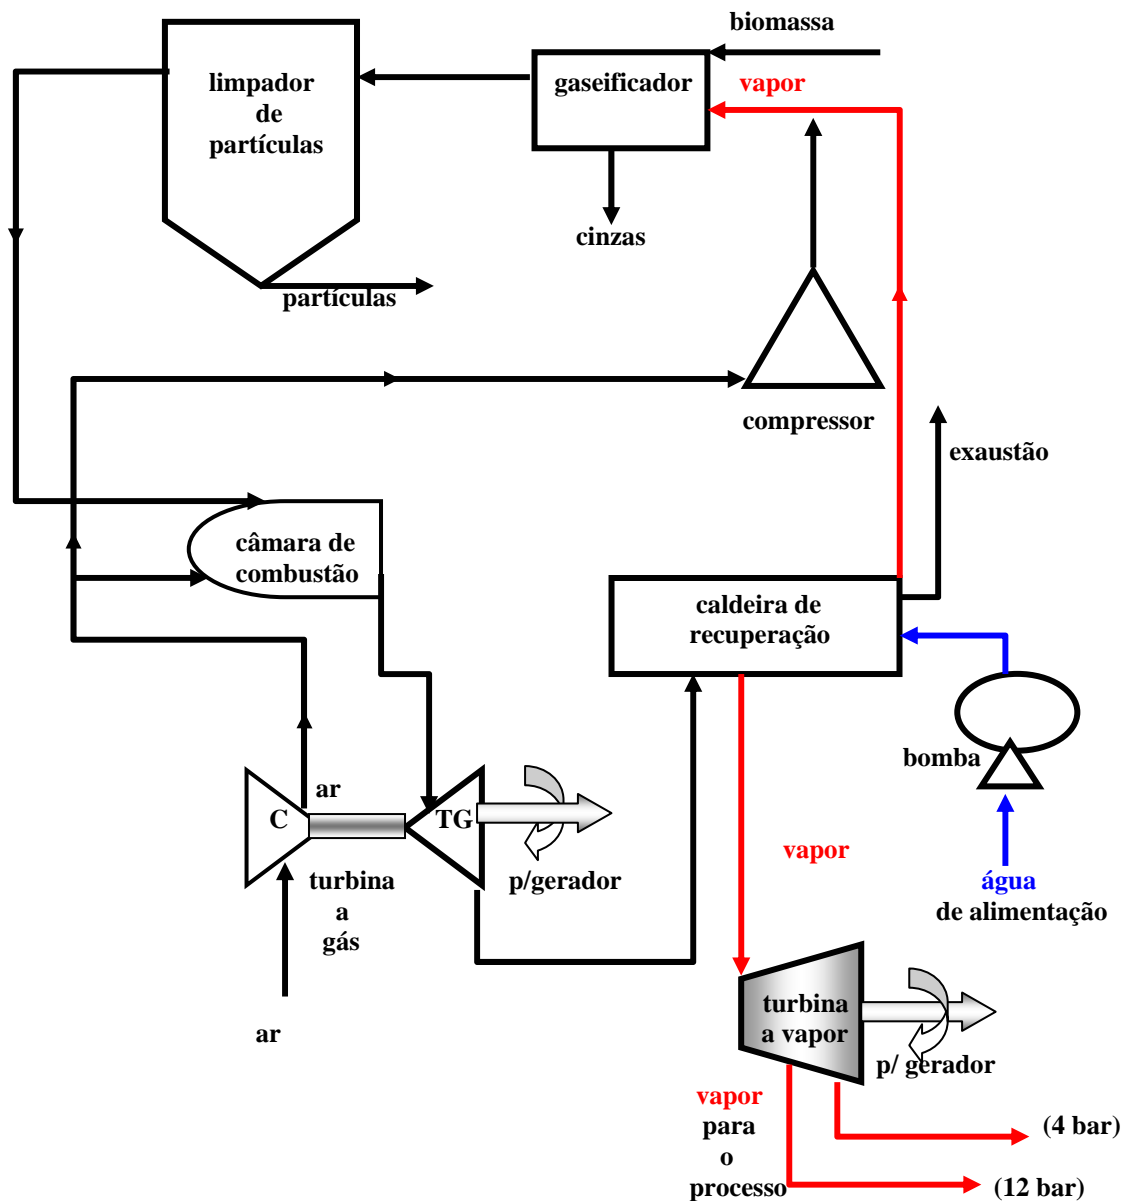 biomassa
limpador
de
partículas
gaseificador
vapor
cinzas
partículas
compressor
exaustão
câmara de
combustão
caldeira de
recuperação
bomba
ar
C
TG
turbina
a
gás
p/gerador
vapor
água
de alimentação
ar
turbina
a vapor
p/ gerador
vapor
para
o
processo
(4 bar)
(12 bar)